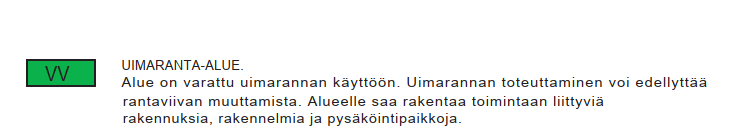 UIMARANTA-ALUE.
VV
Alue on varattu uimarannan käyttöön. Uimarannan toteuttaminen voi edellyttää
rantaviivan muuttamista. Alueelle saa rakentaa toimintaan liittyviä
rakennuksia, rakennelmia ja pysäköintipaikkoja.